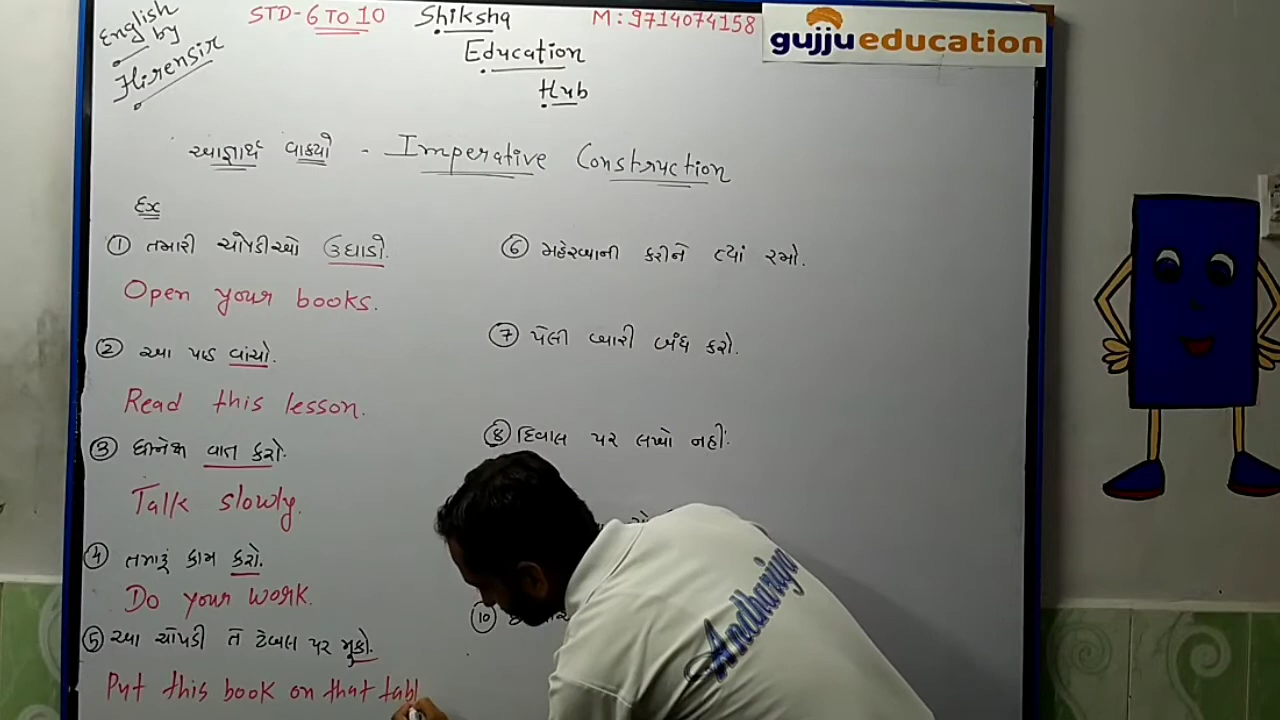 English
by
Hirensir
STD-6 TO 10
Shiksha
Education
Hub
M: 9714074158
gujjueducation
આજ્ઞાર્થ વાક્યો - Imperative Construction
Ex
① તમારી ચોપડીઓ ઉઘાડો.
Open your books.
② આ પાઠ વાંચો.
Read this lesson.
③ ધીમેથી વાત કરો.
Talk slowly.
④ તમારું કામ કરો.
Do your work.
⑤ આ ચોપડી તે ટેબલ પર મૂકો.
Put this book on that tabl
⑥ મહેરબાની કરીને ત્યાં રમો.
⑦ પેલી બારી બંધ કરો.
⑧ દિવાલ પર લખો નહીં.
⑩
Andhariya